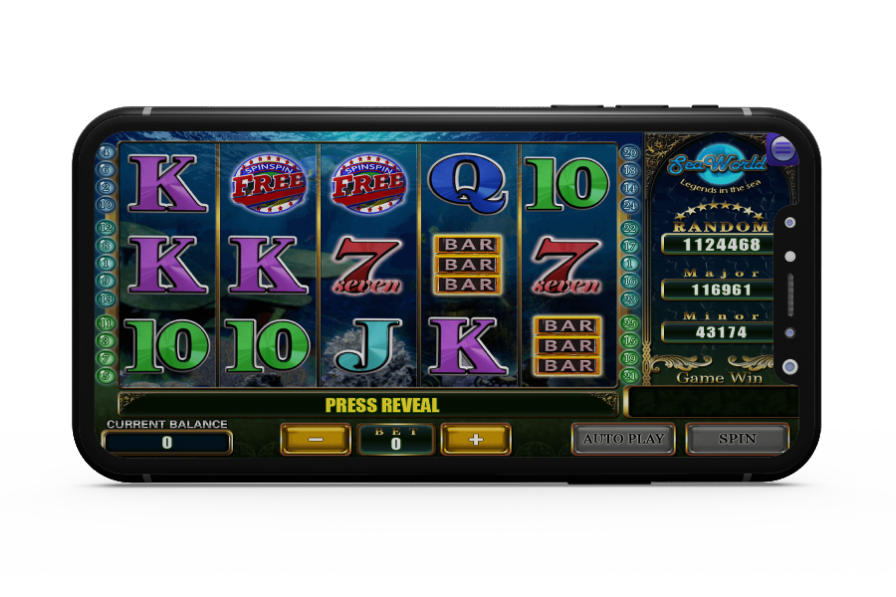 K
SPINSPIN
FREE
SPINSPIN
FREE
Q
10
K
K
7
seven
BAR
BAR
BAR
7
seven
10
10
J
K
BAR
BAR
BAR
SeaWorld
Legends in the sea
RANDOM
1124468
Major
116961
Minor
43174
Game Win
PRESS REVEAL
CURRENT BALANCE
0
BET
0
AUTO PLAY
SPIN